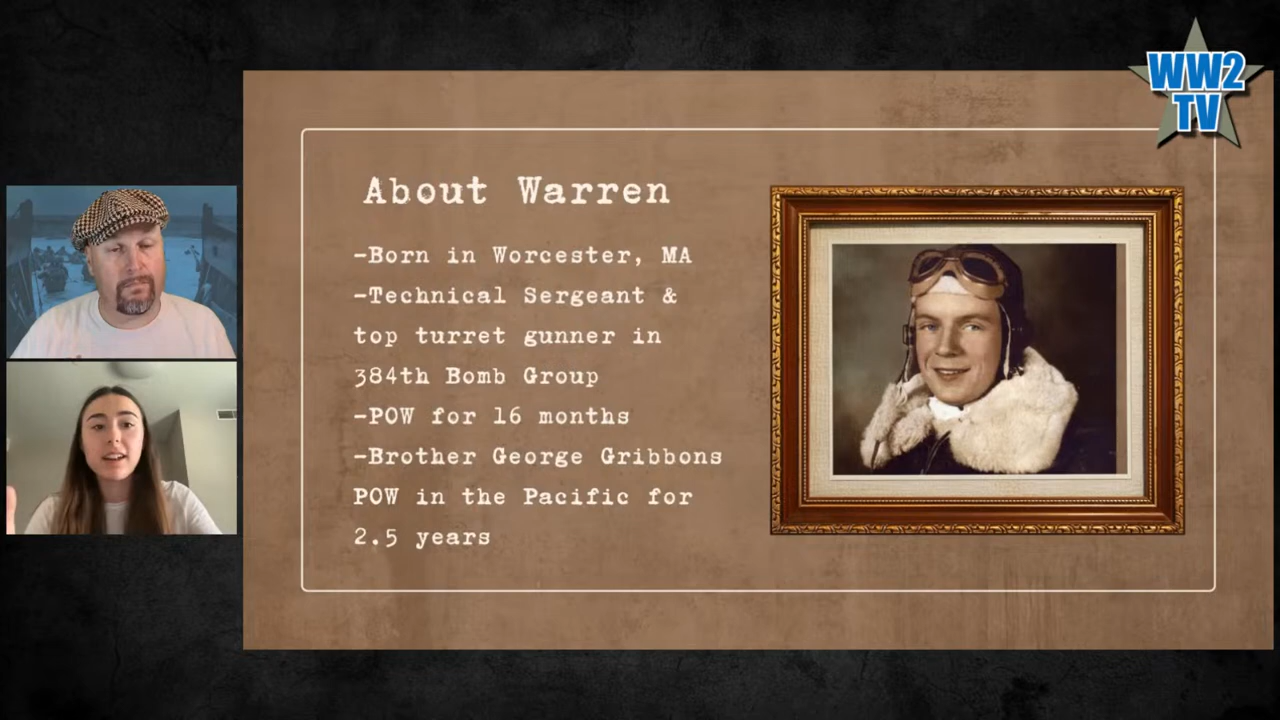 WW2
TV
About Warren
-Born in Worcester, MA
-Technical Sergeant &
top turret gunner in
384th Bomb Group
-POW for 16 months
-Brother George Gribbons
POW in the Pacific for
2.5 years